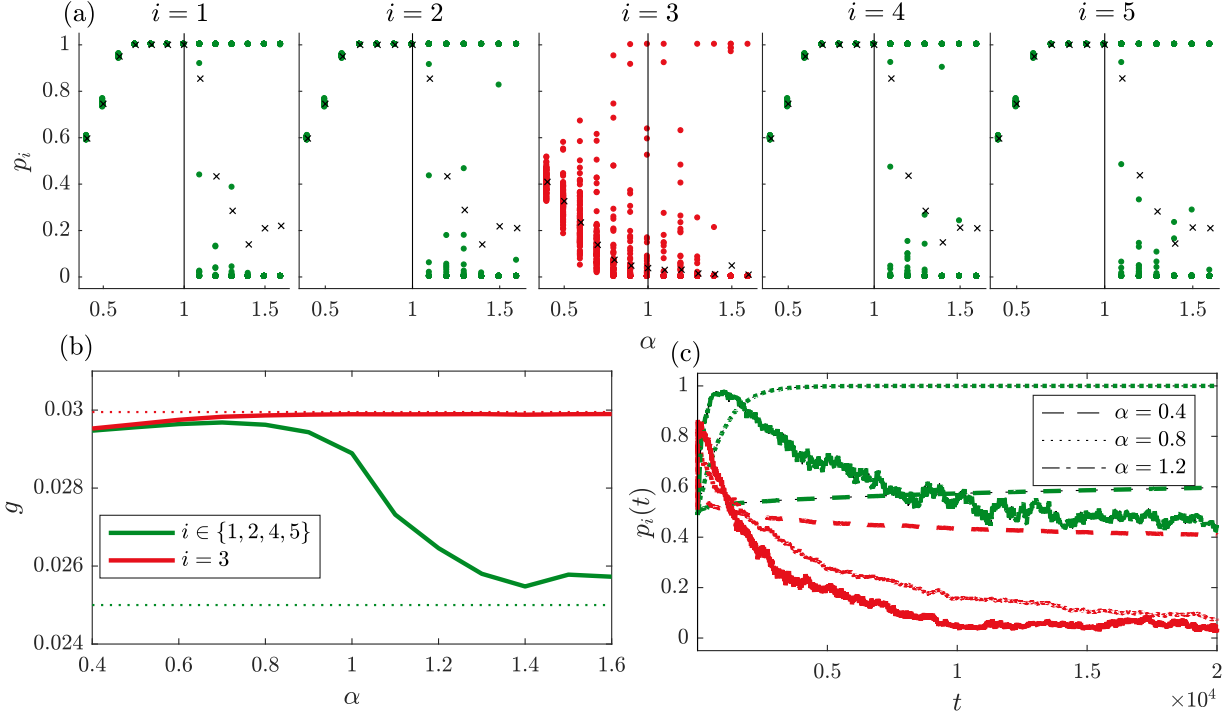 (a) i = 1 i = 2 i = 3 i = 4 i = 5
1
0.8
0.6
0.4
0.2
0
p_i
0.5 1 1.5 0.5 1 1.5 0.5 1 1.5 0.5 1 1.5 0.5 1 1.5
α
(b)
0.03
0.028
0.026
0.024
g
i ∈ {1, 2, 4, 5}
i = 3
0.4 0.6 0.8 1 1.2 1.4 1.6
α
(c)
1
0.8
0.6
0.4
0.2
0
p_i(t)
α = 0.4
α = 0.8
α = 1.2
0.5 1 1.5 2
×10^4
t